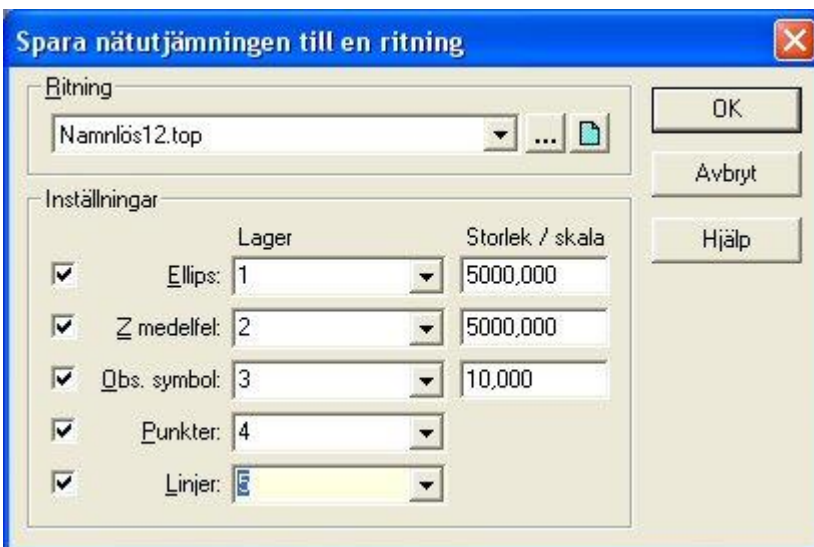 Spara nätutjämningen till en ritning
Ritning
Namnlös12.top
...
OK
Avbryt
Hjälp
Inställningar
Lager Storlek / skala
Ellips: 1 5000,000
Z medelfel: 2 5000,000
Obs. symbol: 3 10,000
Punkter: 4
Linjer: 5